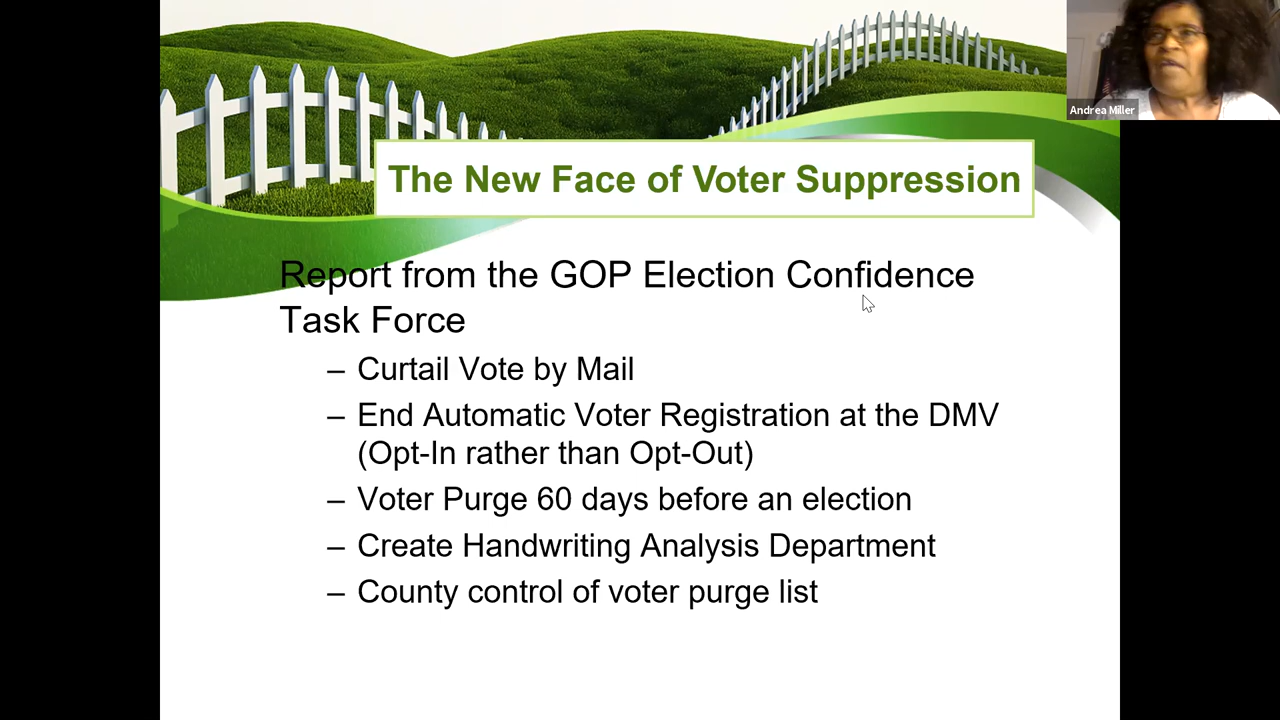 Andrea Miller
The New Face of Voter Suppression
Report from the GOP Election Confidence
Task Force
– Curtail Vote by Mail
– End Automatic Voter Registration at the DMV
(Opt-In rather than Opt-Out)
– Voter Purge 60 days before an election
– Create Handwriting Analysis Department
– County control of voter purge list